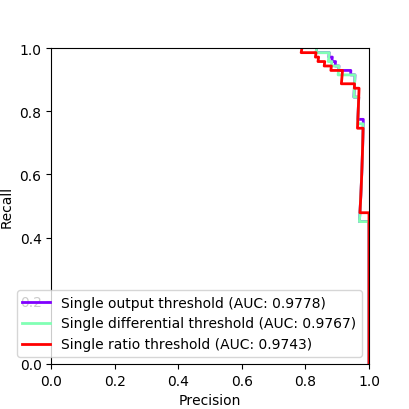 1.0
0.8
0.6
0.4
0.2
0.0
Recall
Single output threshold (AUC: 0.9778)
Single differential threshold (AUC: 0.9767)
Single ratio threshold (AUC: 0.9743)
0.0 0.2 0.4 0.6 0.8 1.0
Precision